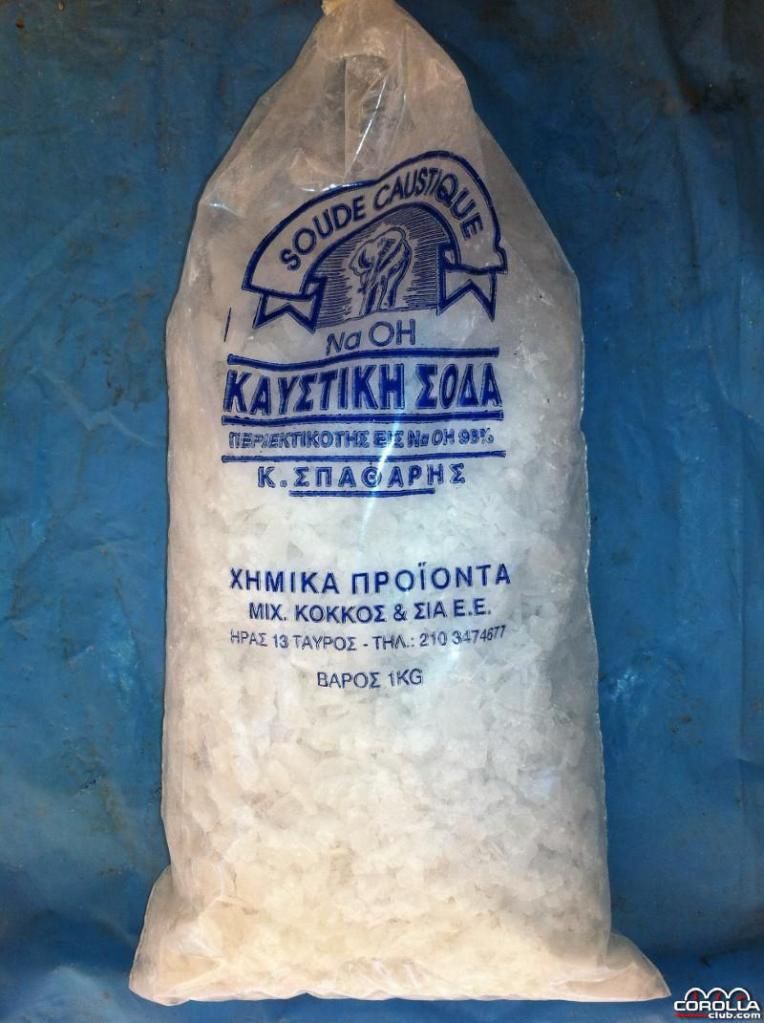 SOUDE CAUSTIQUE
Na OH
ΚΑΥΣΤΙΚΗ ΣΟΔΑ
ΠΕΡΙΕΚΤΙΚΟΤΗΣ ΕΙΣ Na OH 98%
Κ. ΣΠΑΘΑΡΗΣ
ΧΗΜΙΚΑ ΠΡΟΪΟΝΤΑ
ΜΙΧ. ΚΟΚΚΟΣ & ΣΙΑ Ε.Ε.
ΗΡΑΣ 13 ΤΑΥΡΟΣ - ΤΗΛ.: 210 3474677
ΒΑΡΟΣ 1KG
COROLLA
club.com